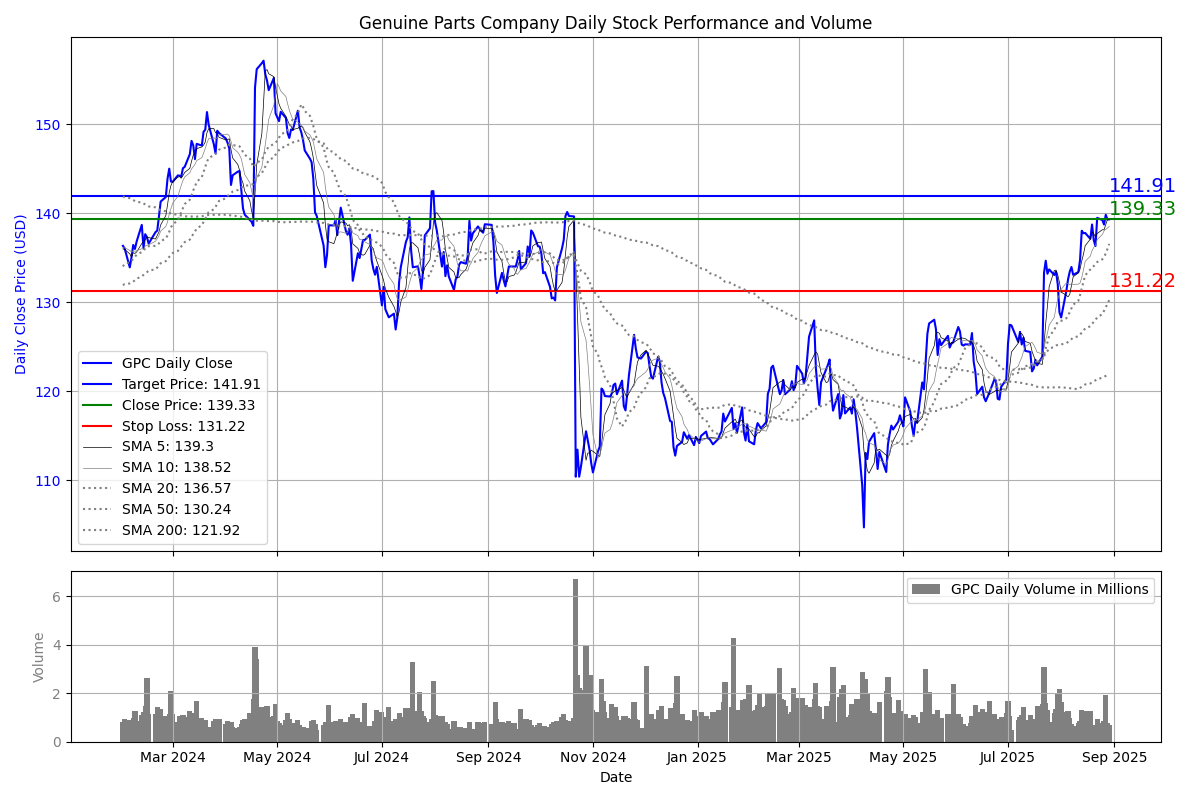 Genuine Parts Company Daily Stock Performance and Volume
Daily Close Price (USD)
150
140
130
120
110
141.91
139.33
131.22
GPC Daily Close
Target Price: 141.91
Close Price: 139.33
Stop Loss: 131.22
SMA 5: 139.3
SMA 10: 138.52
SMA 20: 136.57
SMA 50: 130.24
SMA 200: 121.92
GPC Daily Volume in Millions
Volume
6
4
2
0
Mar 2024 May 2024 Jul 2024 Sep 2024 Nov 2024 Jan 2025 Mar 2025 May 2025 Jul 2025 Sep 2025
Date